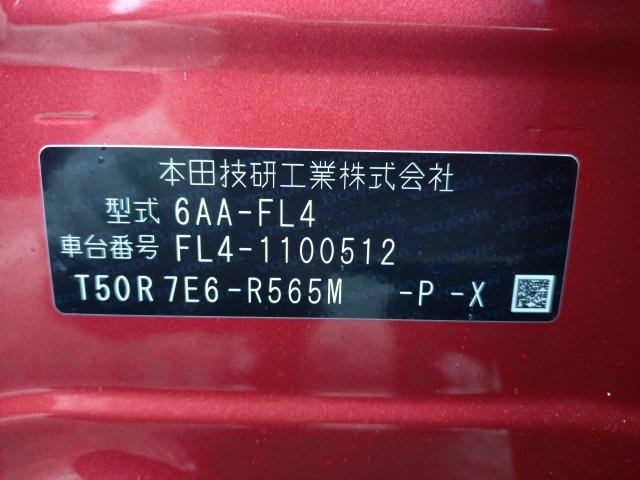 本田技研工業株式会社
型式 6AA-FL4
車台番号 FL4-1100512
T50R 7E6-R565M -P -X